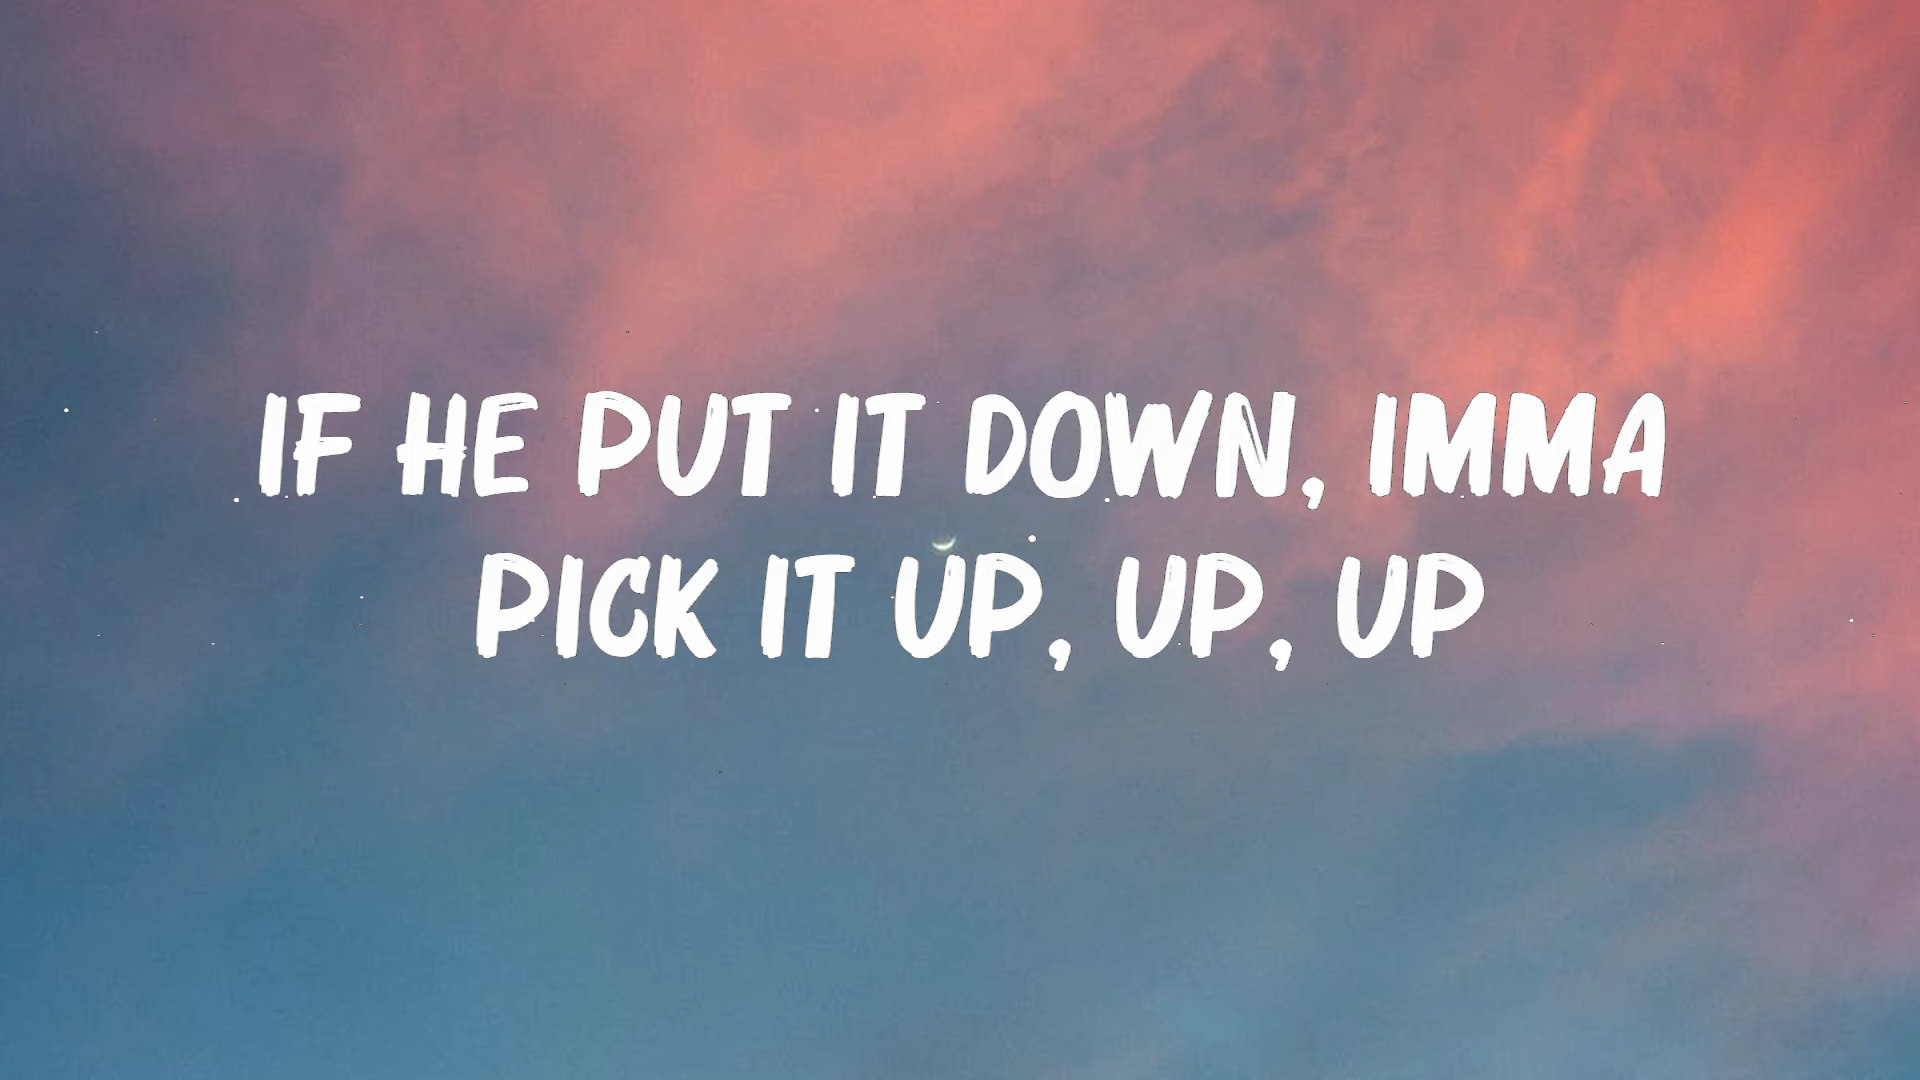 IF HE PUT IT DOWN, IMMA
PICK IT UP, UP, UP